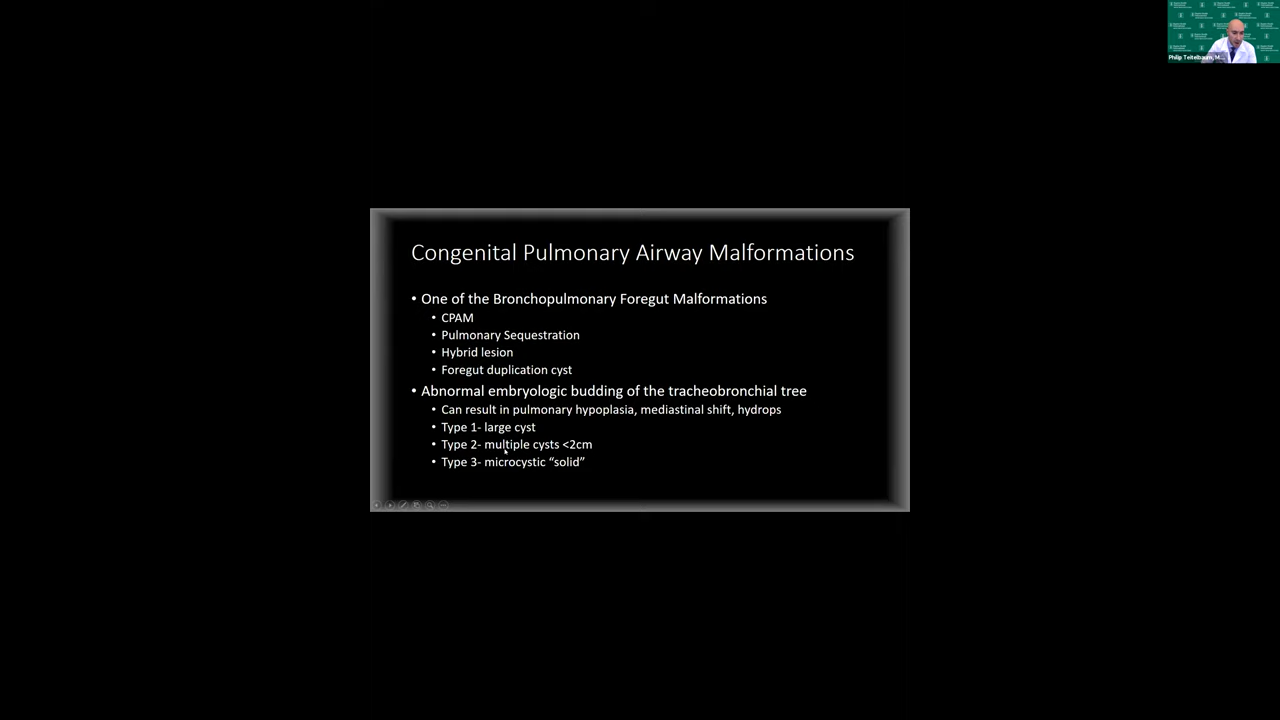 Philip Teitelbaum, M...
Congenital Pulmonary Airway Malformations
• One of the Bronchopulmonary Foregut Malformations
• CPAM
• Pulmonary Sequestration
• Hybrid lesion
• Foregut duplication cyst
• Abnormal embryologic budding of the tracheobronchial tree
• Can result in pulmonary hypoplasia, mediastinal shift, hydrops
• Type 1- large cyst
• Type 2- multiple cysts <2cm
• Type 3- microcystic “solid”